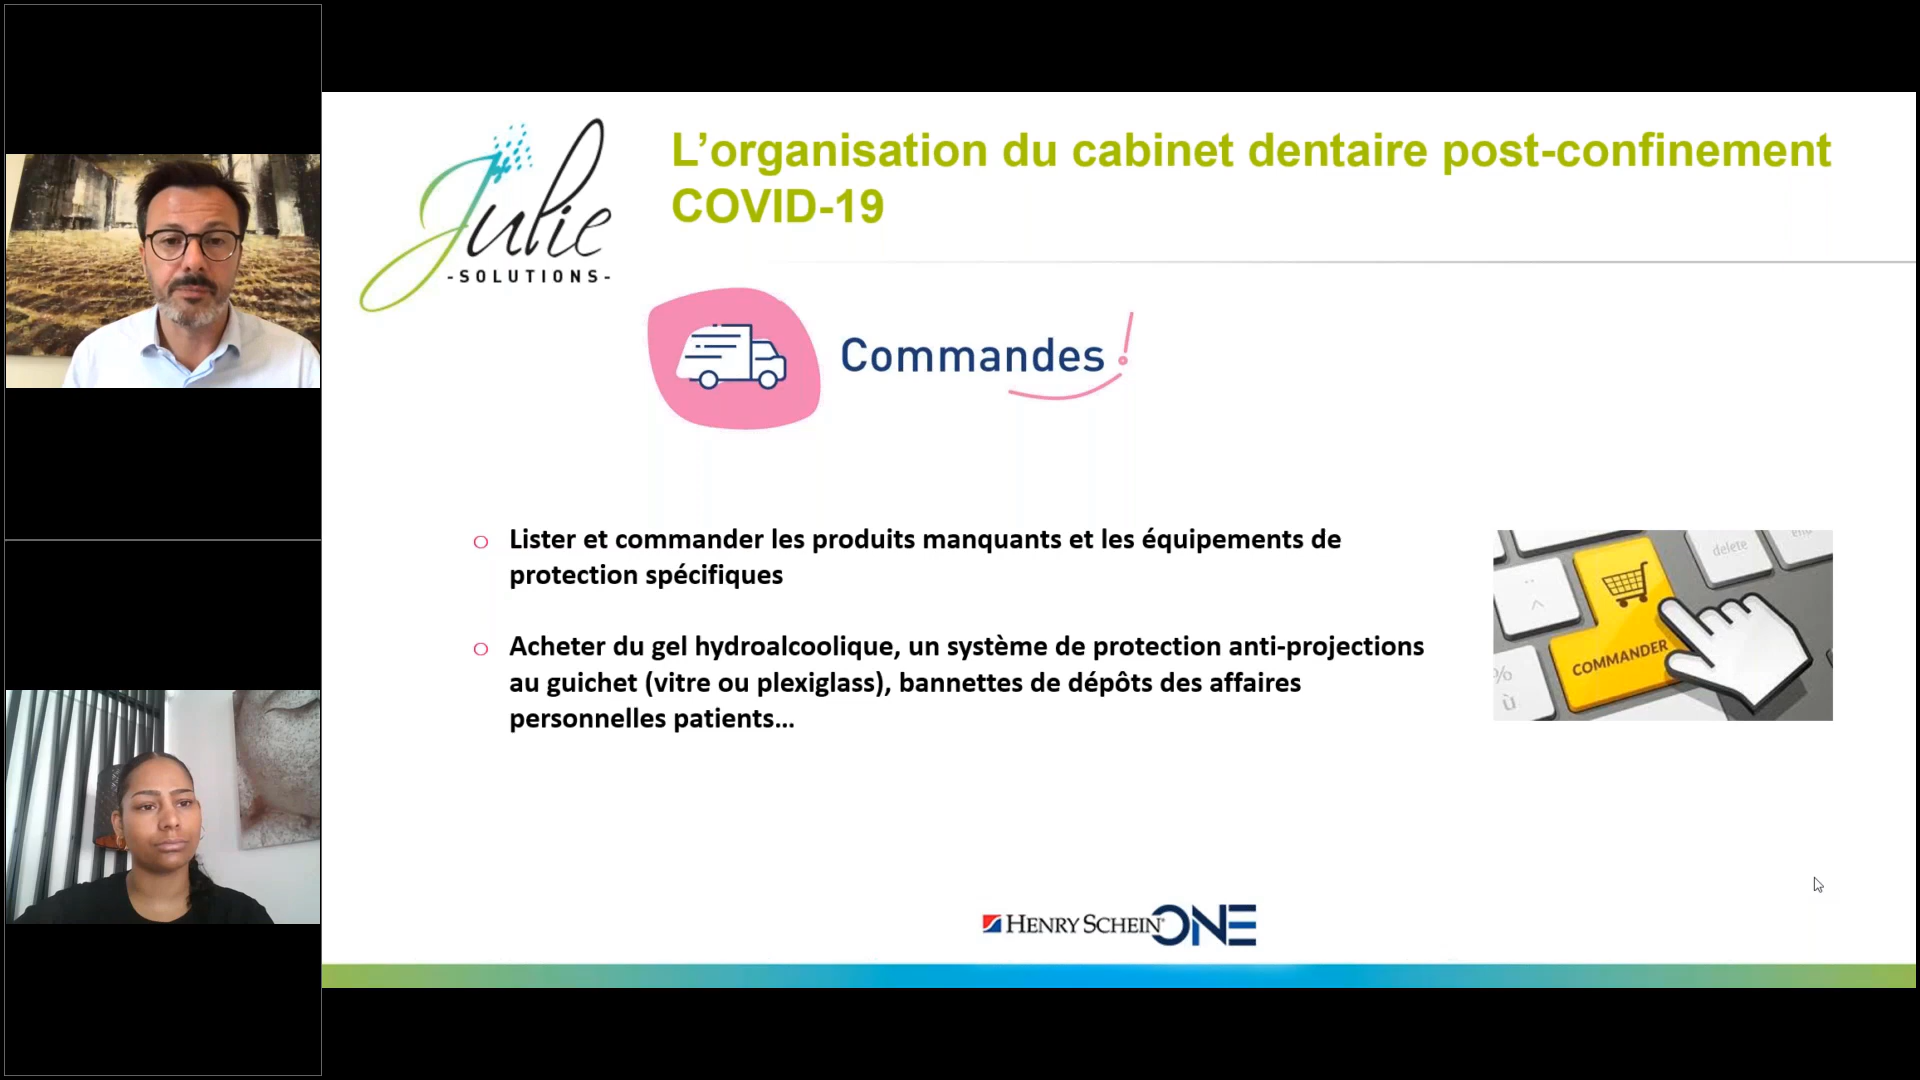 Julie
-SOLUTIONS-
L’organisation du cabinet dentaire post-confinement
COVID-19
Commandes !
o Lister et commander les produits manquants et les équipements de
protection spécifiques
o Acheter du gel hydroalcoolique, un système de protection anti-projections
au guichet (vitre ou plexiglass), bannettes de dépôts des affaires
personnelles patients...
delete
COMMANDER
%
ù
HENRY SCHEIN® ONE